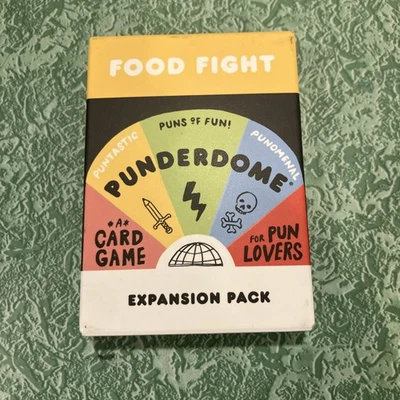 FOOD FIGHT
PUNTASTIC
PUNS OF FUN!
PUNOMENAL
PUNDERDOME®
*A*
CARD
GAME
FOR PUN
LOVERS
EXPANSION PACK